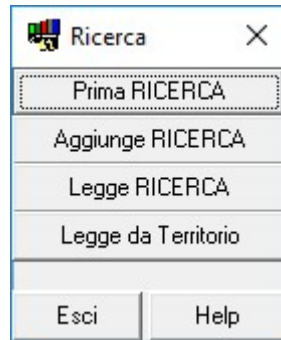 Ricerca
Prima RICERCA
Aggiunge RICERCA
Legge RICERCA
Legge da Territorio
Esci Help